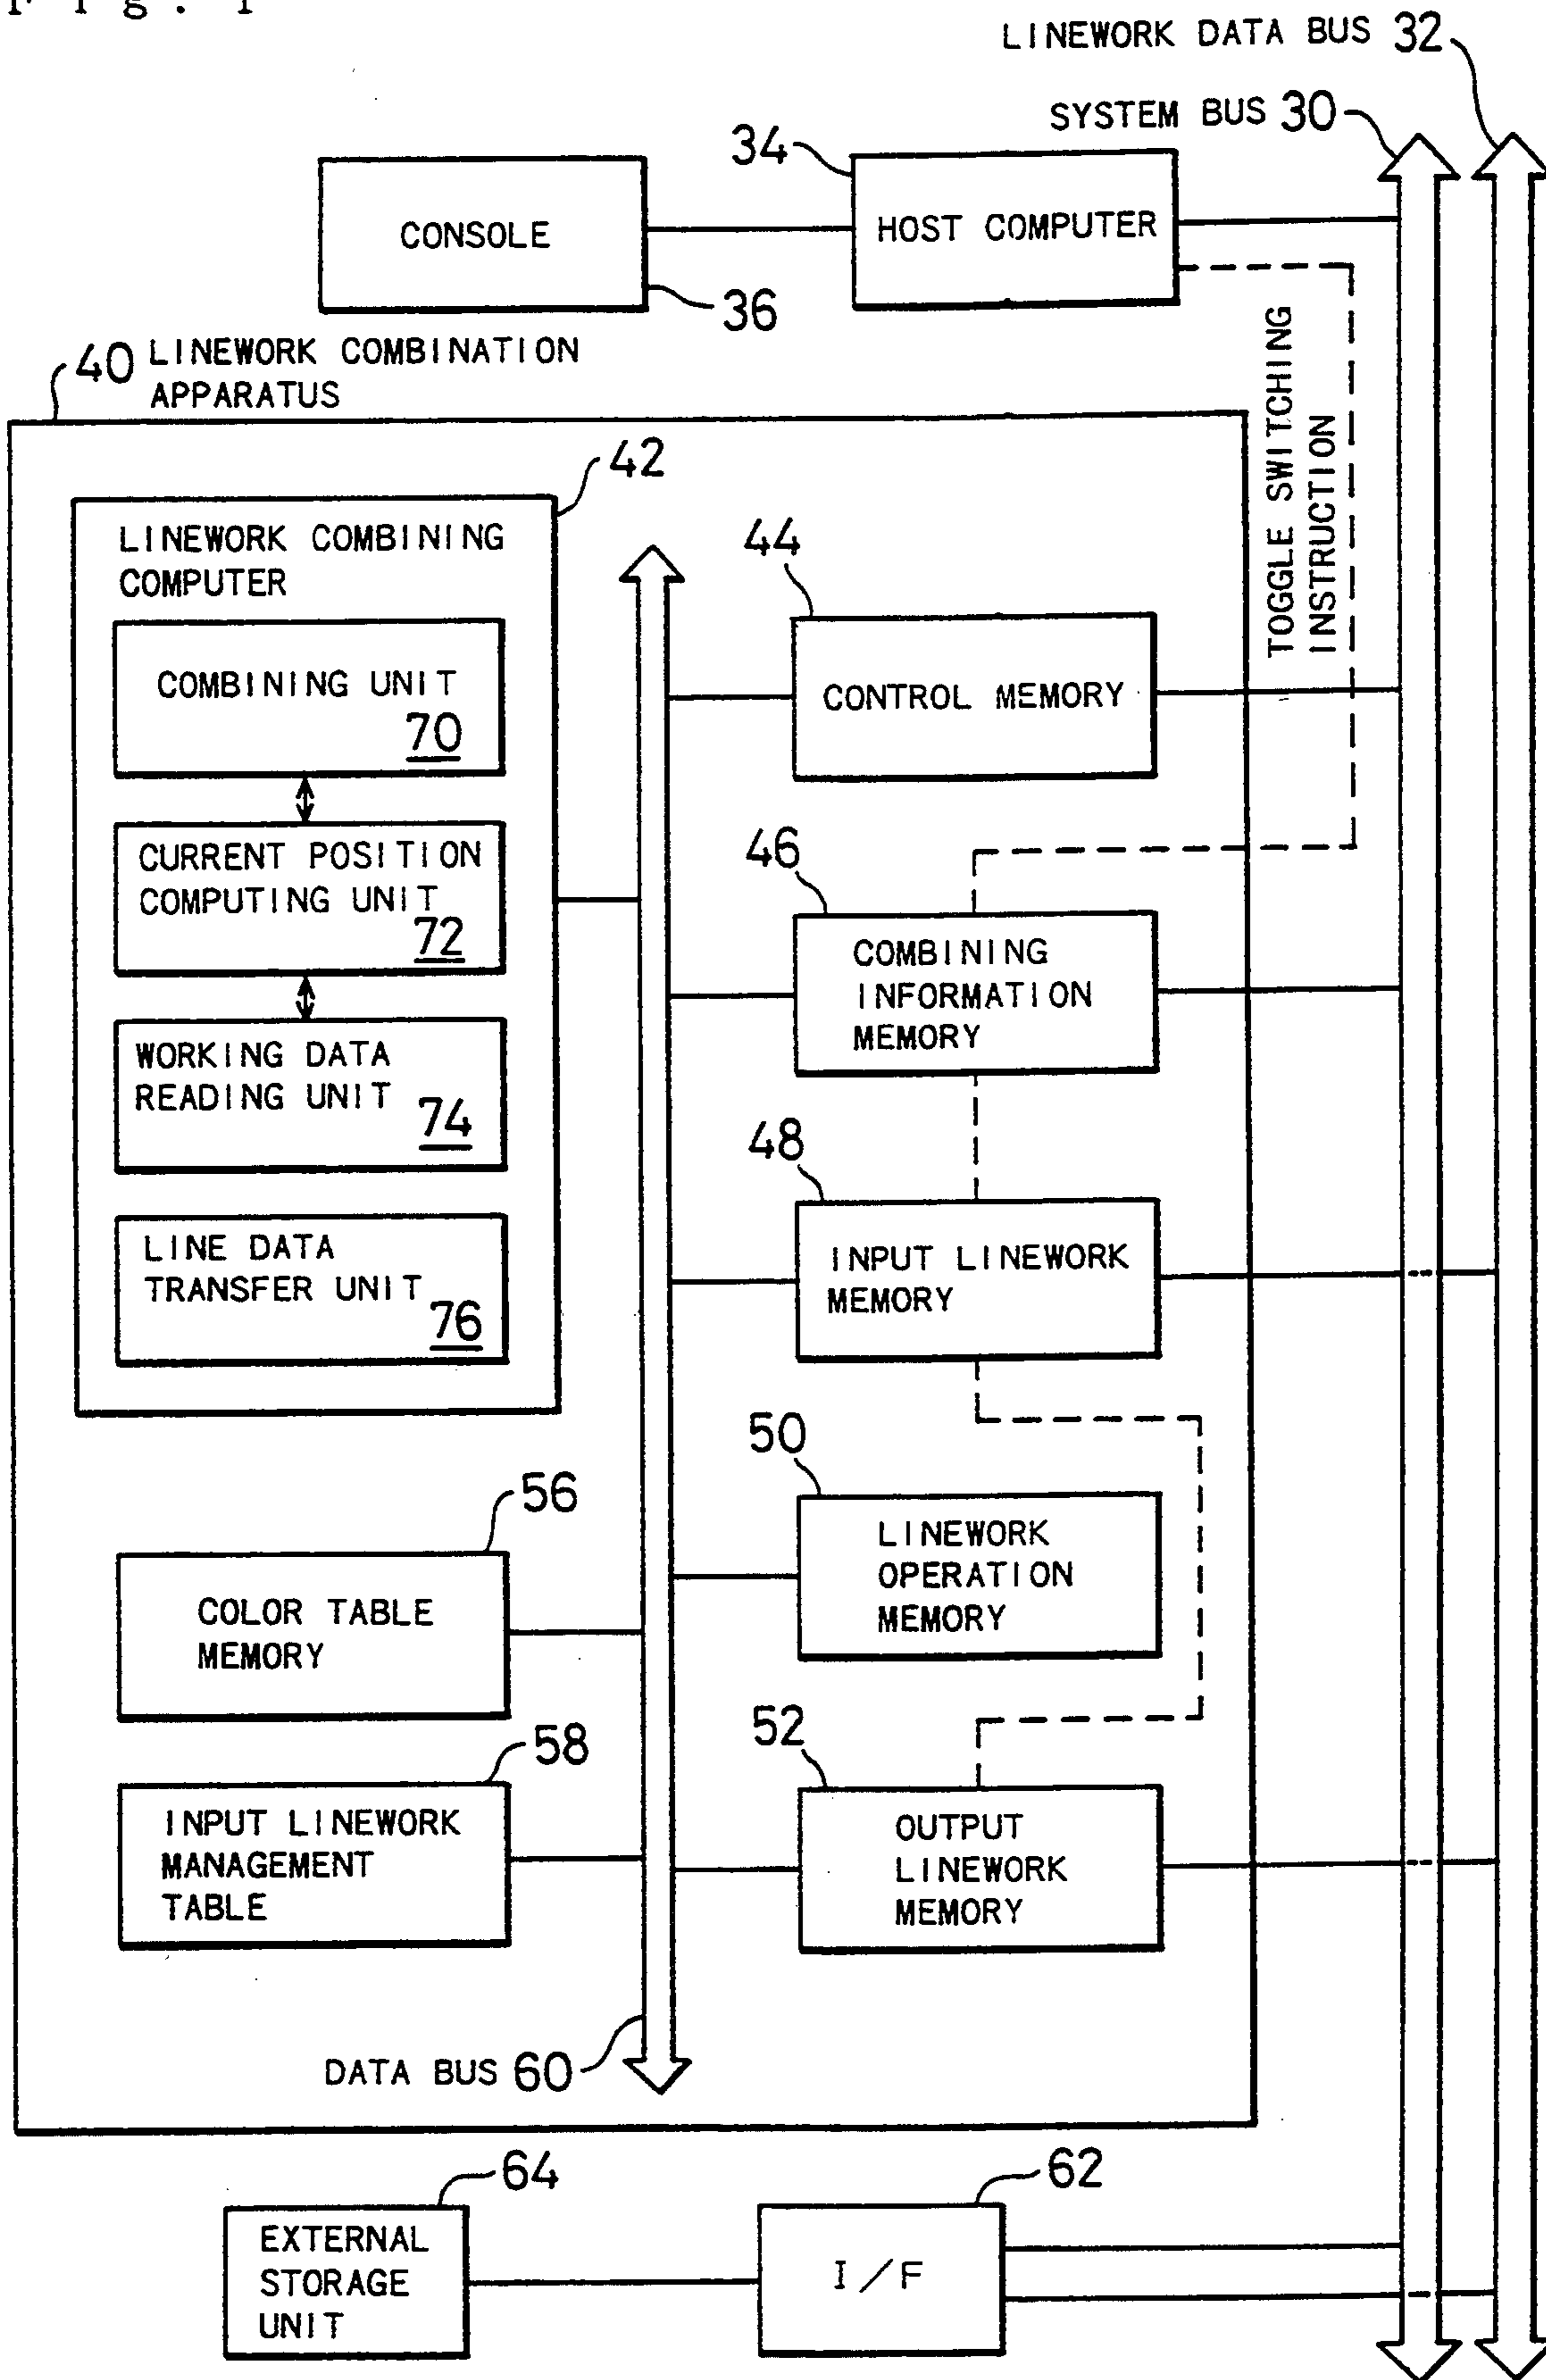 Fig. 1
LINEWORK DATA BUS 32
SYSTEM BUS 30
34
CONSOLE
HOST COMPUTER
36
TOGGLE SWITCHING
INSTRUCTION
40 LINEWORK COMBINATION
APPARATUS
42
LINEWORK COMBINING
COMPUTER
COMBINING UNIT
70
CURRENT POSITION
COMPUTING UNIT
72
WORKING DATA
READING UNIT
74
LINE DATA
TRANSFER UNIT
76
44
CONTROL MEMORY
46
COMBINING
INFORMATION
MEMORY
48
INPUT LINEWORK
MEMORY
50
LINEWORK
OPERATION
MEMORY
56
COLOR TABLE
MEMORY
52
OUTPUT
LINEWORK
MEMORY
58
INPUT LINEWORK
MANAGEMENT
TABLE
DATA BUS 60
64
EXTERNAL
STORAGE
UNIT
62
I/F